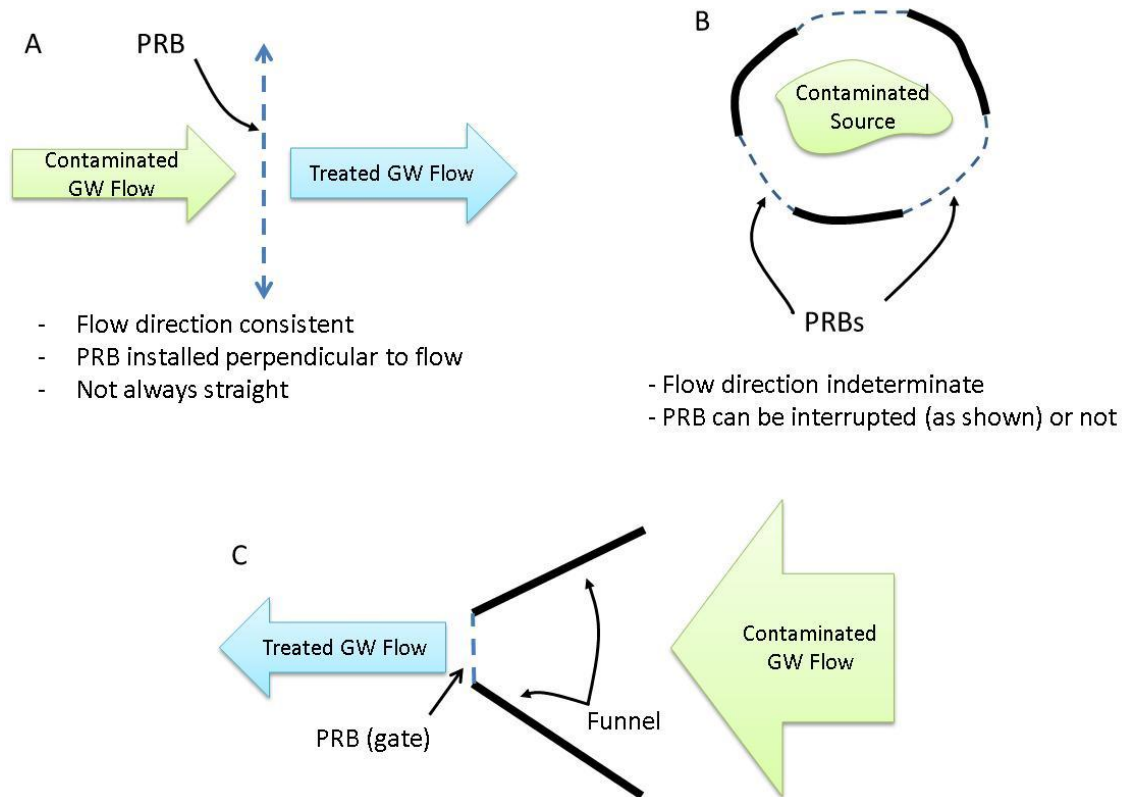 A
PRB
Contaminated
GW Flow
Treated GW Flow
- Flow direction consistent
- PRB installed perpendicular to flow
- Not always straight
B
Contaminated
Source
PRBs
- Flow direction indeterminate
- PRB can be interrupted (as shown) or not
C
Treated GW Flow
PRB (gate)
Funnel
Contaminated
GW Flow